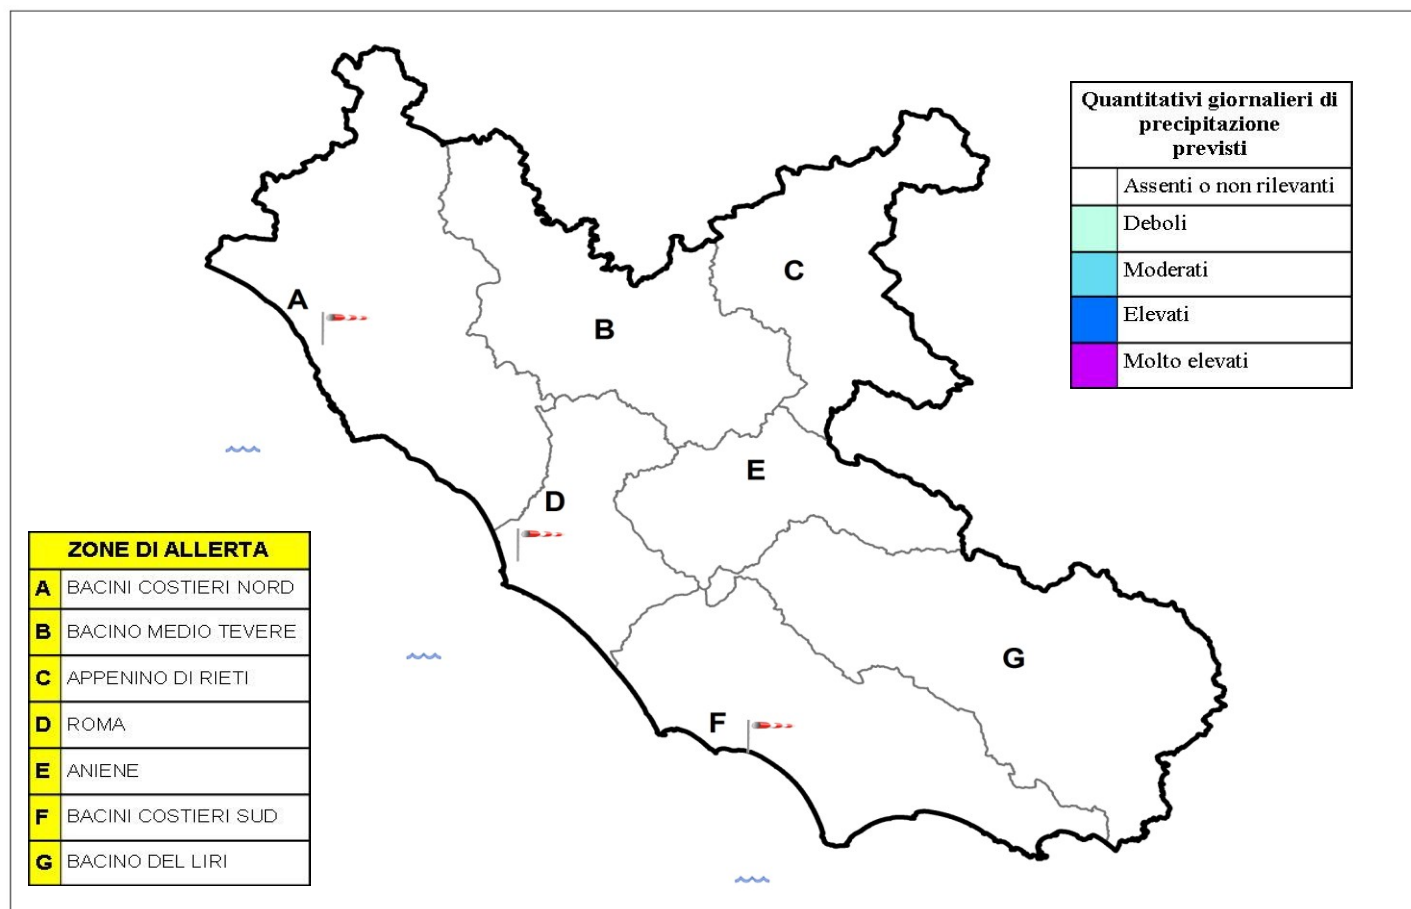 Quantitativi giornalieri di
precipitazione
previsti
Assenti o non rilevanti
Deboli
Moderati
Elevati
Molto elevati
C
A
B
E
D
G
F
ZONE DI ALLERTA
A BACINI COSTIERI NORD
B BACINO MEDIO TEVERE
C APPENINO DI RIETI
D ROMA
E ANIENE
F BACINI COSTIERI SUD
G BACINO DEL LIRI